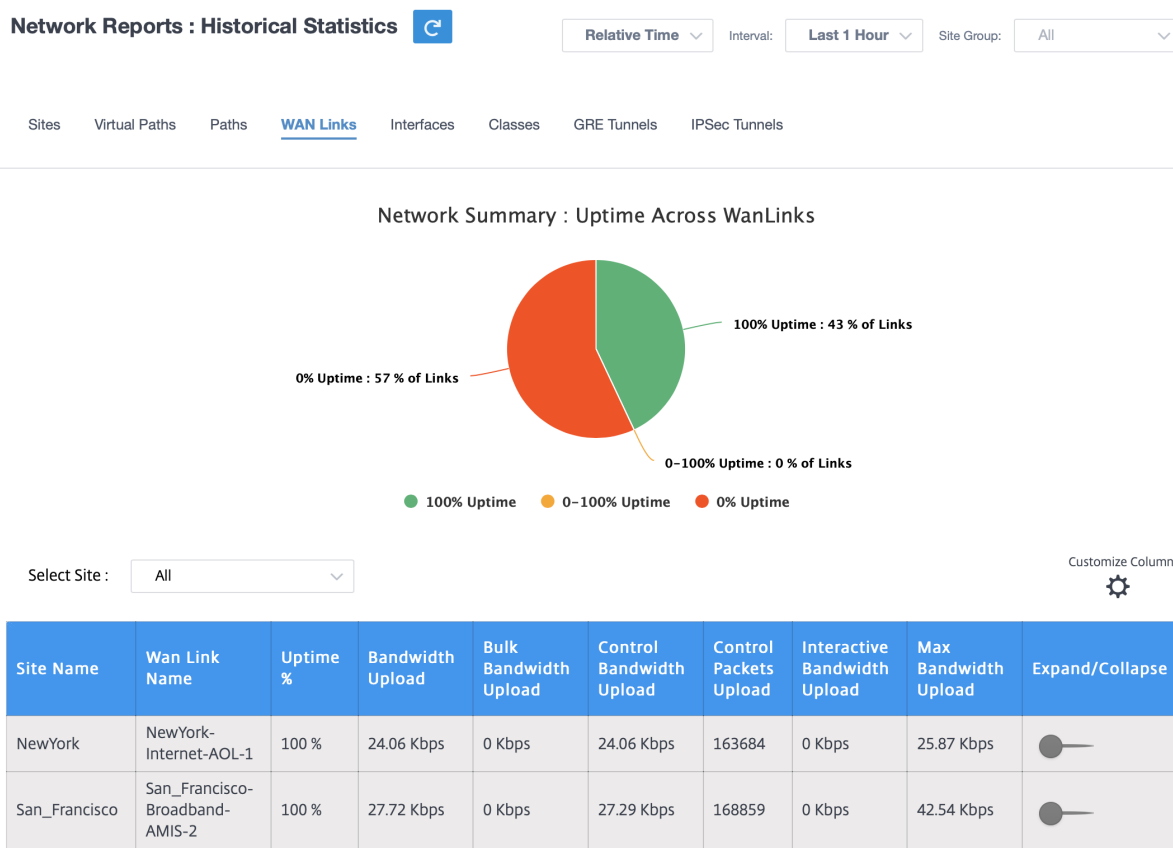 Network Reports : Historical Statistics
Relative Time
Interval:
Last 1 Hour
Site Group:
All
Sites
Virtual Paths
Paths
WAN Links
Interfaces
Classes
GRE Tunnels
IPSec Tunnels
Network Summary : Uptime Across WanLinks
100% Uptime : 43 % of Links
0% Uptime : 57 % of Links
0-100% Uptime : 0 % of Links
100% Uptime
0-100% Uptime
0% Uptime
Select Site :
All
Customize Column
Site Name
Wan Link
Name
Uptime
%
Bandwidth
Upload
Bulk
Bandwidth
Upload
Control
Bandwidth
Upload
Control
Packets
Upload
Interactive
Bandwidth
Upload
Max
Bandwidth
Upload
Expand/Collapse
NewYork
NewYork-
Internet-AOL-1
100 %
24.06 Kbps
0 Kbps
24.06 Kbps
163684
0 Kbps
25.87 Kbps
San_Francisco
San_Francisco-
Broadband-
AMIS-2
100 %
27.72 Kbps
0 Kbps
27.29 Kbps
168859
0 Kbps
42.54 Kbps